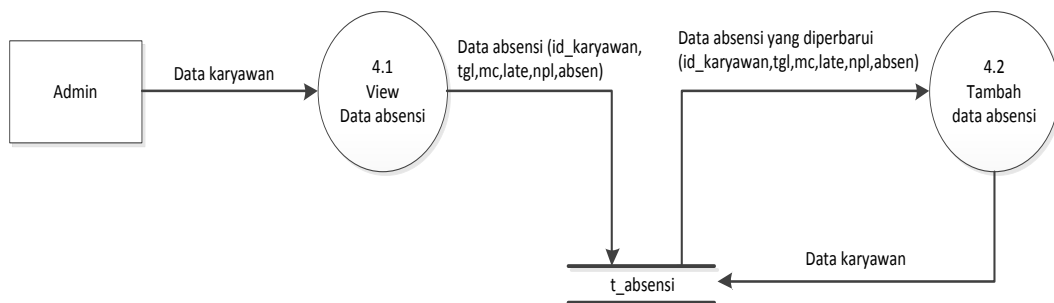 Admin
Data karyawan
4.1
View
Data absensi
Data absensi (id_karyawan,
tgl,mc,late,npl,absen)
Data absensi yang diperbarui
(id_karyawan,tgl,mc,late,npl,absen)
4.2
Tambah
data absensi
t_absensi
Data karyawan